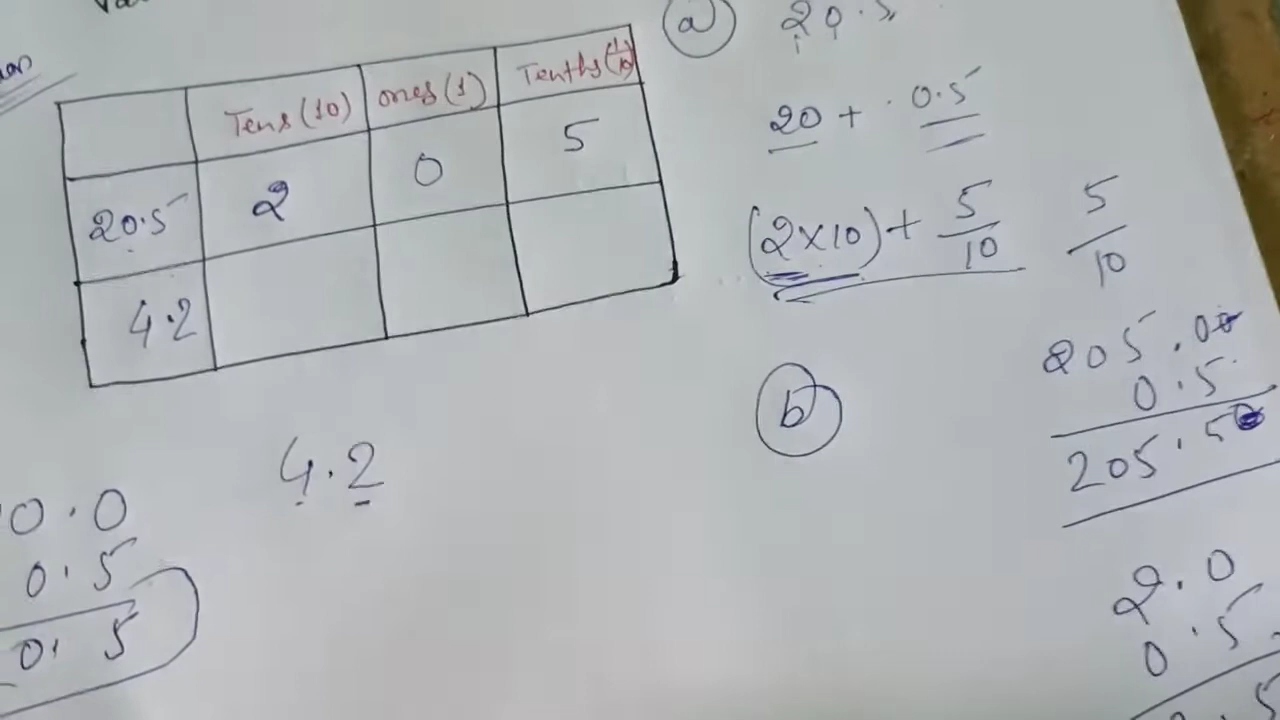 Tens (10) ones (1) Tenths (1/10)
20.5 2 0 5
4.2
4.2
0.0
0.5
0.5
(a) 20.5
20 + 0.5
(2×10) + 5/10
5/10
(b)
205.00
0.5
205.5
2.0
0.5